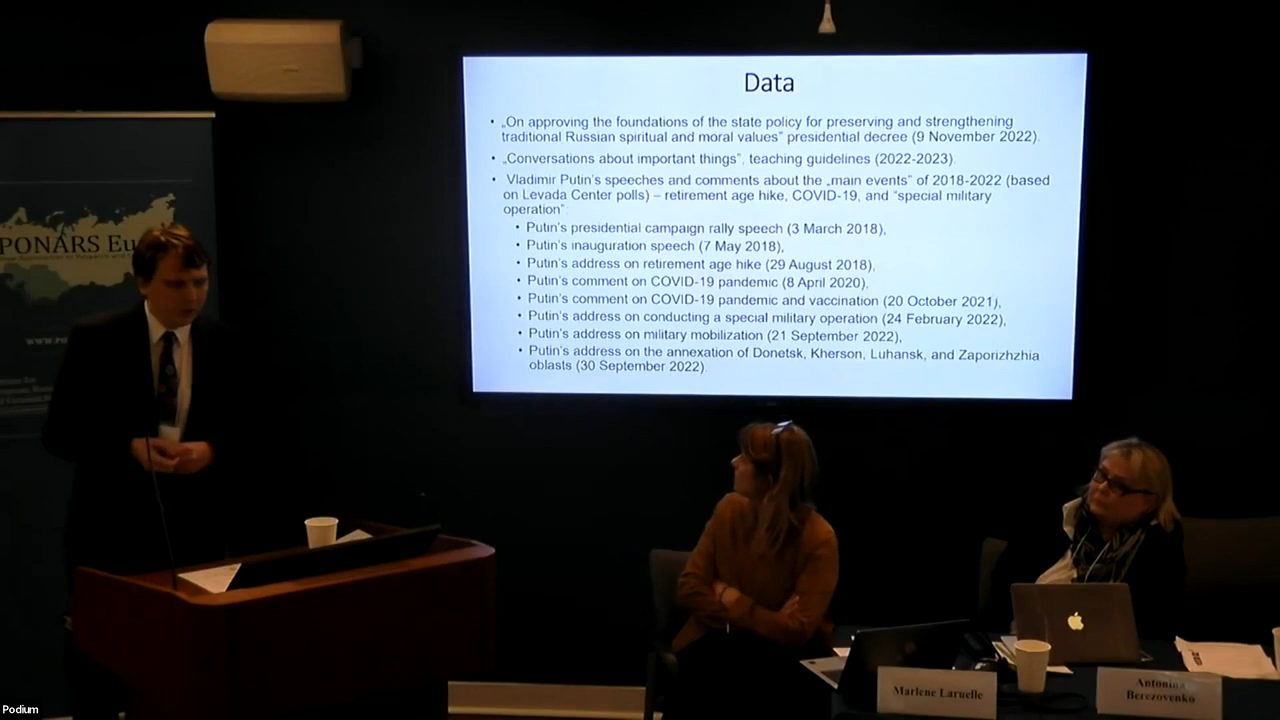 Data
• „On approving the foundations of the state policy for preserving and strengthening
traditional Russian spiritual and moral values” presidential decree (9 November 2022).
• „Conversations about important things”, teaching guidelines (2022-2023).
• Vladimir Putin’s speeches and comments about the „main events” of 2018-2022 (based
on Levada Center polls) – retirement age hike, COVID-19, and “special military
operation”:
• Putin’s presidential campaign rally speech (3 March 2018),
• Putin’s inauguration speech (7 May 2018),
• Putin’s address on retirement age hike (29 August 2018),
• Putin’s comment on COVID-19 pandemic (8 April 2020),
• Putin’s comment on COVID-19 pandemic and vaccination (20 October 2021),
• Putin’s address on conducting a special military operation (24 February 2022),
• Putin’s address on military mobilization (21 September 2022),
• Putin’s address on the annexation of Donetsk, Kherson, Luhansk, and Zaporizhzhia
oblasts (30 September 2022).
PONARS Eu
Marlene Laruelle
Antonina
Berezovenko
Podium